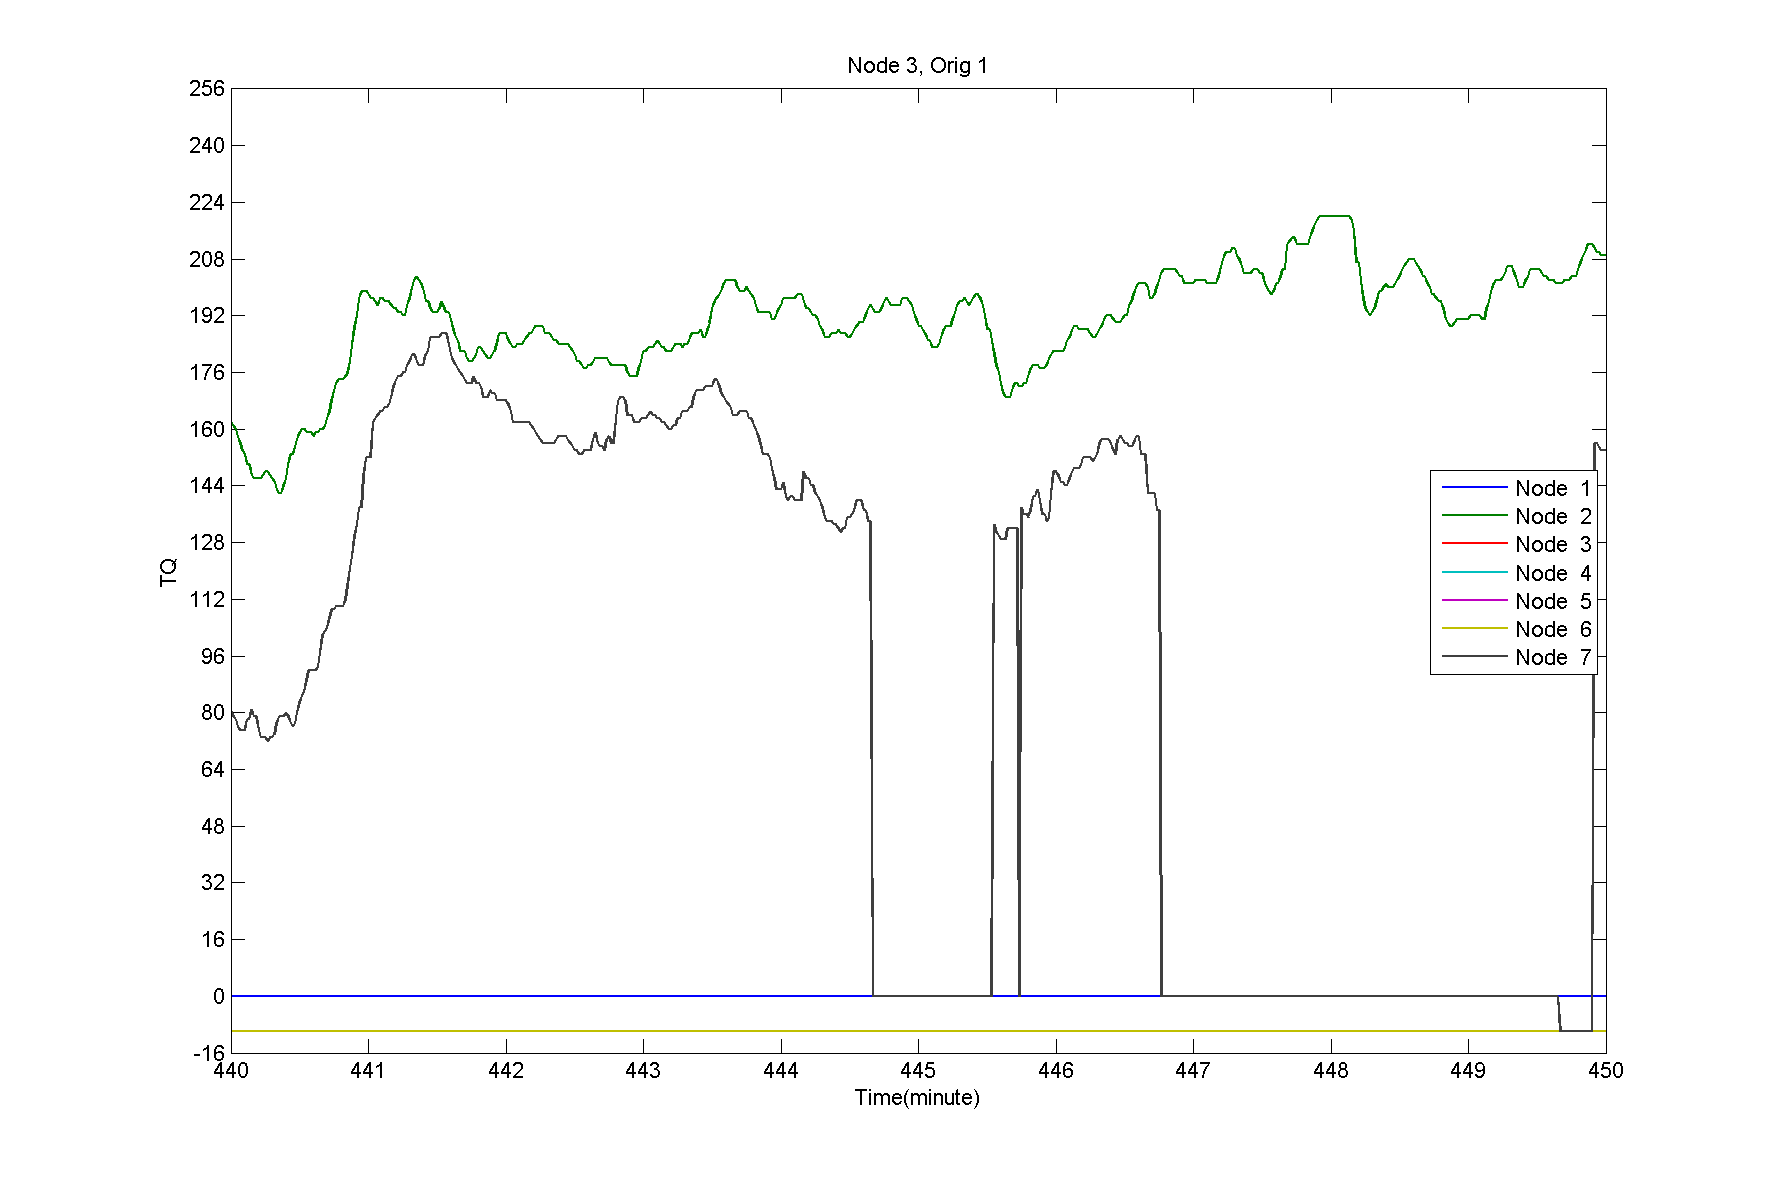 Node 3, Orig 1
256
240
224
208
192
176
160
144
128
112
96
80
64
48
32
16
0
-16
TQ
Node 1
Node 2
Node 3
Node 4
Node 5
Node 6
Node 7
440 441 442 443 444 445 446 447 448 449 450
Time(minute)